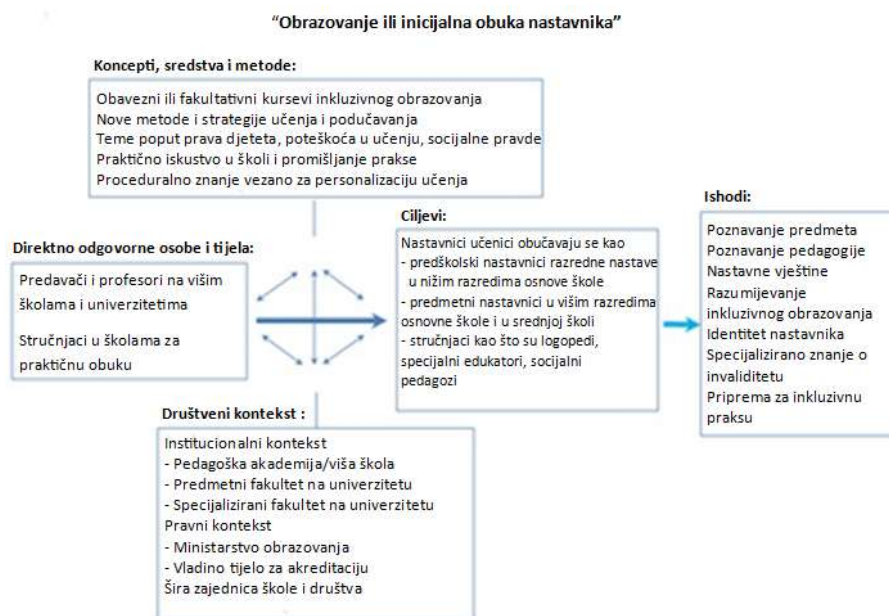 “Obrazovanje ili inicijalna obuka nastavnika”
Koncepti, sredstva i metode:
Obavezni ili fakultativni kursevi inkluzivnog obrazovanja
Nove metode i strategije učenja i podučavanja
Teme poput prava djeteta, poteškoća u učenju, socijalne pravde
Praktično iskustvo u školi i promišljanje prakse
Proceduralno znanje vezano za personalizaciju učenja
Direktno odgovorne osobe i tijela:
Predavači i profesori na višim
školama i univerzitetima
Stručnjaci u školama za
praktičnu obuku
Ciljevi:
Nastavnici učenici obučavaju se kao
- predškolski nastavnici razredne nastave
u nižim razredima osnove škole
- predmetni nastavnici u višim razredima
osnovne škole i u srednjoj školi
- stručnjaci kao što su logopedi,
specijalni edukatori, socijalni
pedagozi
Ishodi:
Poznavanje predmeta
Poznavanje pedagogije
Nastavne vještine
Razumijevanje
inkluzivnog obrazovanja
Identitet nastavnika
Specijalizirano znanje o
invaliditetu
Priprema za inkluzivnu
praksu
Društveni kontekst :
Institucionalni kontekst
- Pedagoška akademija/viša škola
- Predmetni fakultet na univerzitetu
- Specijalizirani fakultet na univerzitetu
Pravni kontekst
- Ministarstvo obrazovanja
- Vladino tijelo za akreditaciju
Šira zajednica škole i društva